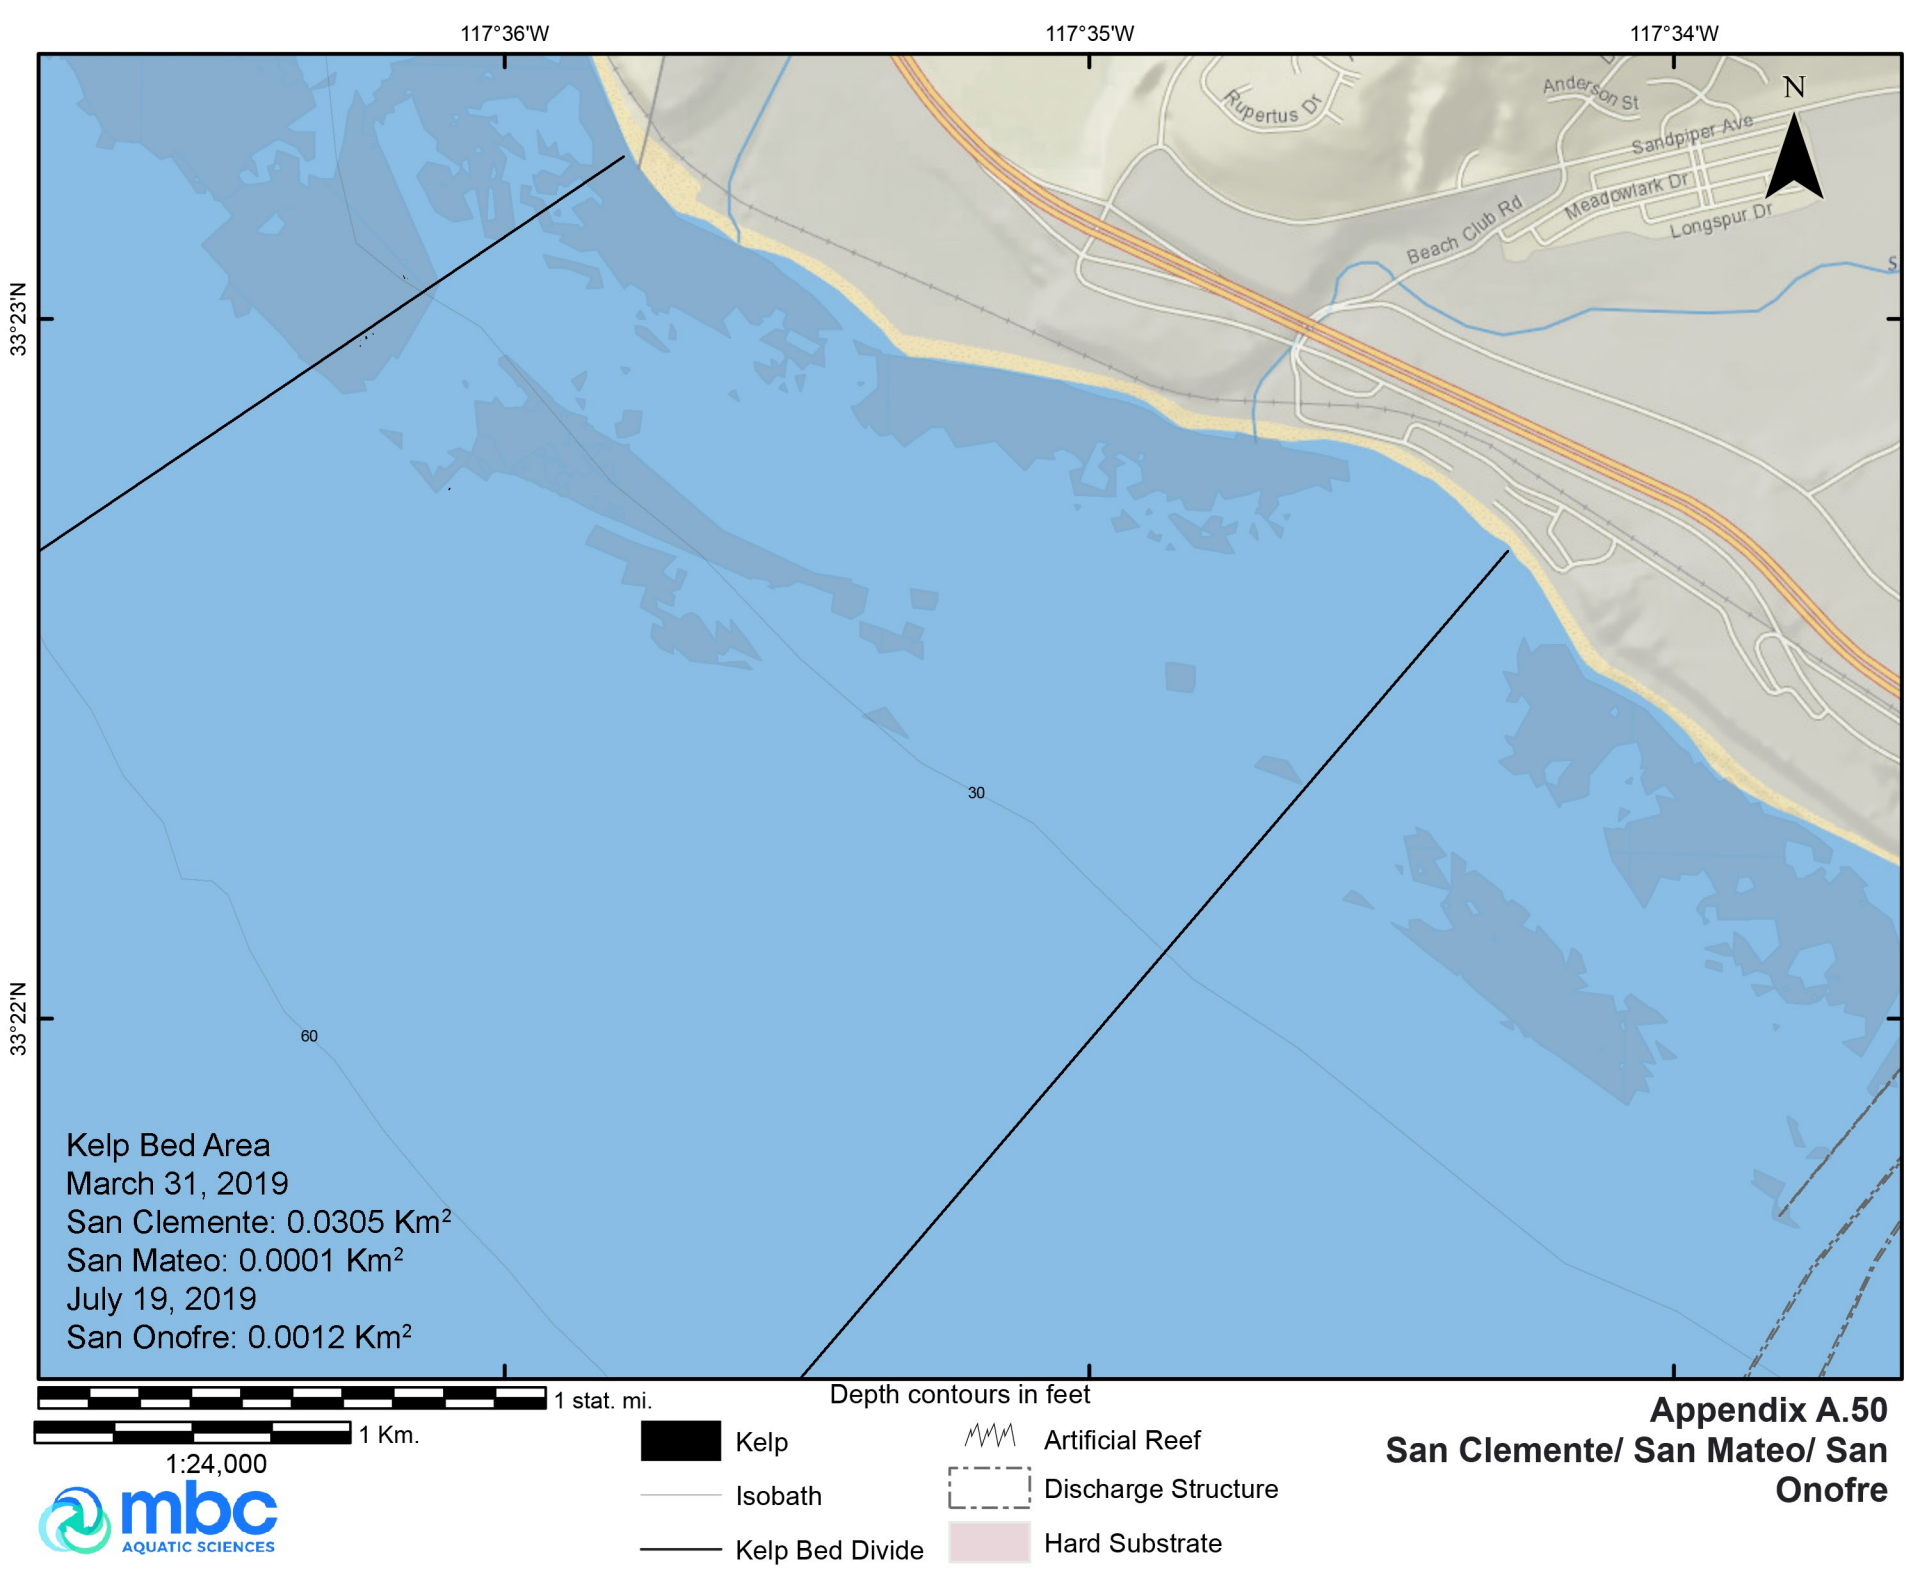 117°36'W
117°35'W
117°34'W
33°23'N
33°22'N
Rupertus Dr
Anderson St
N
Sandpiper Ave
Meadowlark Dr
Longspur Dr
Beach Club Rd
S
30
60
Kelp Bed Area
March 31, 2019
San Clemente: 0.0305 Km²
San Mateo: 0.0001 Km²
July 19, 2019
San Onofre: 0.0012 Km²
1 stat. mi.
1 Km.
1:24,000
mbc
AQUATIC SCIENCES
Depth contours in feet
Kelp
Isobath
Kelp Bed Divide
Artificial Reef
Discharge Structure
Hard Substrate
Appendix A.50
San Clemente/ San Mateo/ San
Onofre